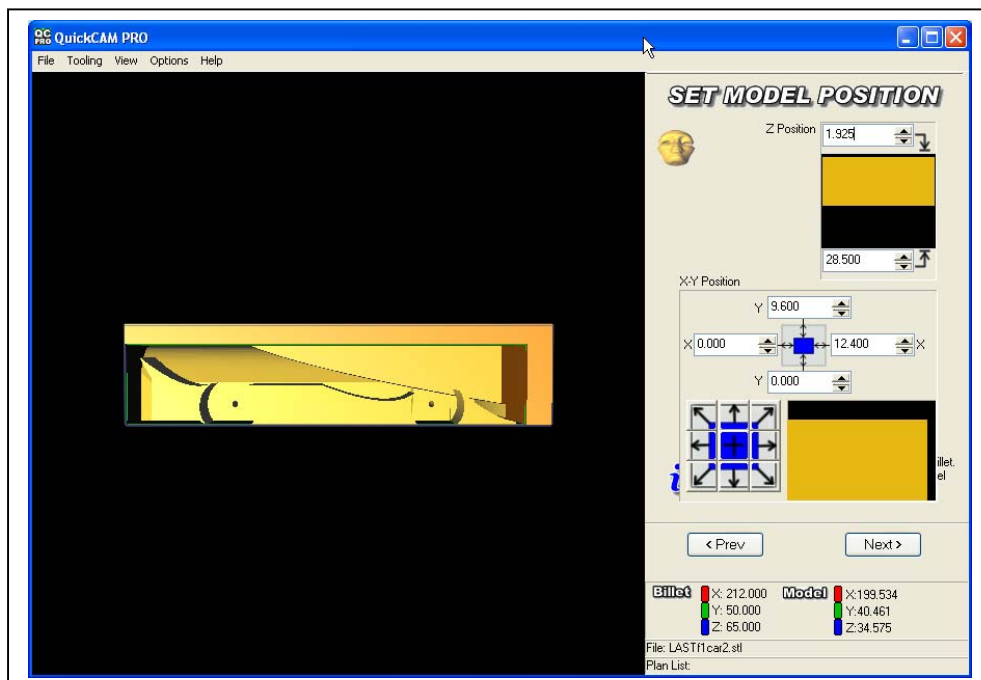 QC PRO QuickCAM PRO
File Tooling View Options Help
SET MODEL POSITION
Z Position 1.925
28.500
X-Y Position
Y 9.600
X 0.000 12.400 X
Y 0.000
illet.
el
< Prev Next >
Billet X: 212.000 Model X:199.534
Y: 50.000 Y:40.461
Z: 65.000 Z:34.575
File: LASTf1car2.stl
Plan List: